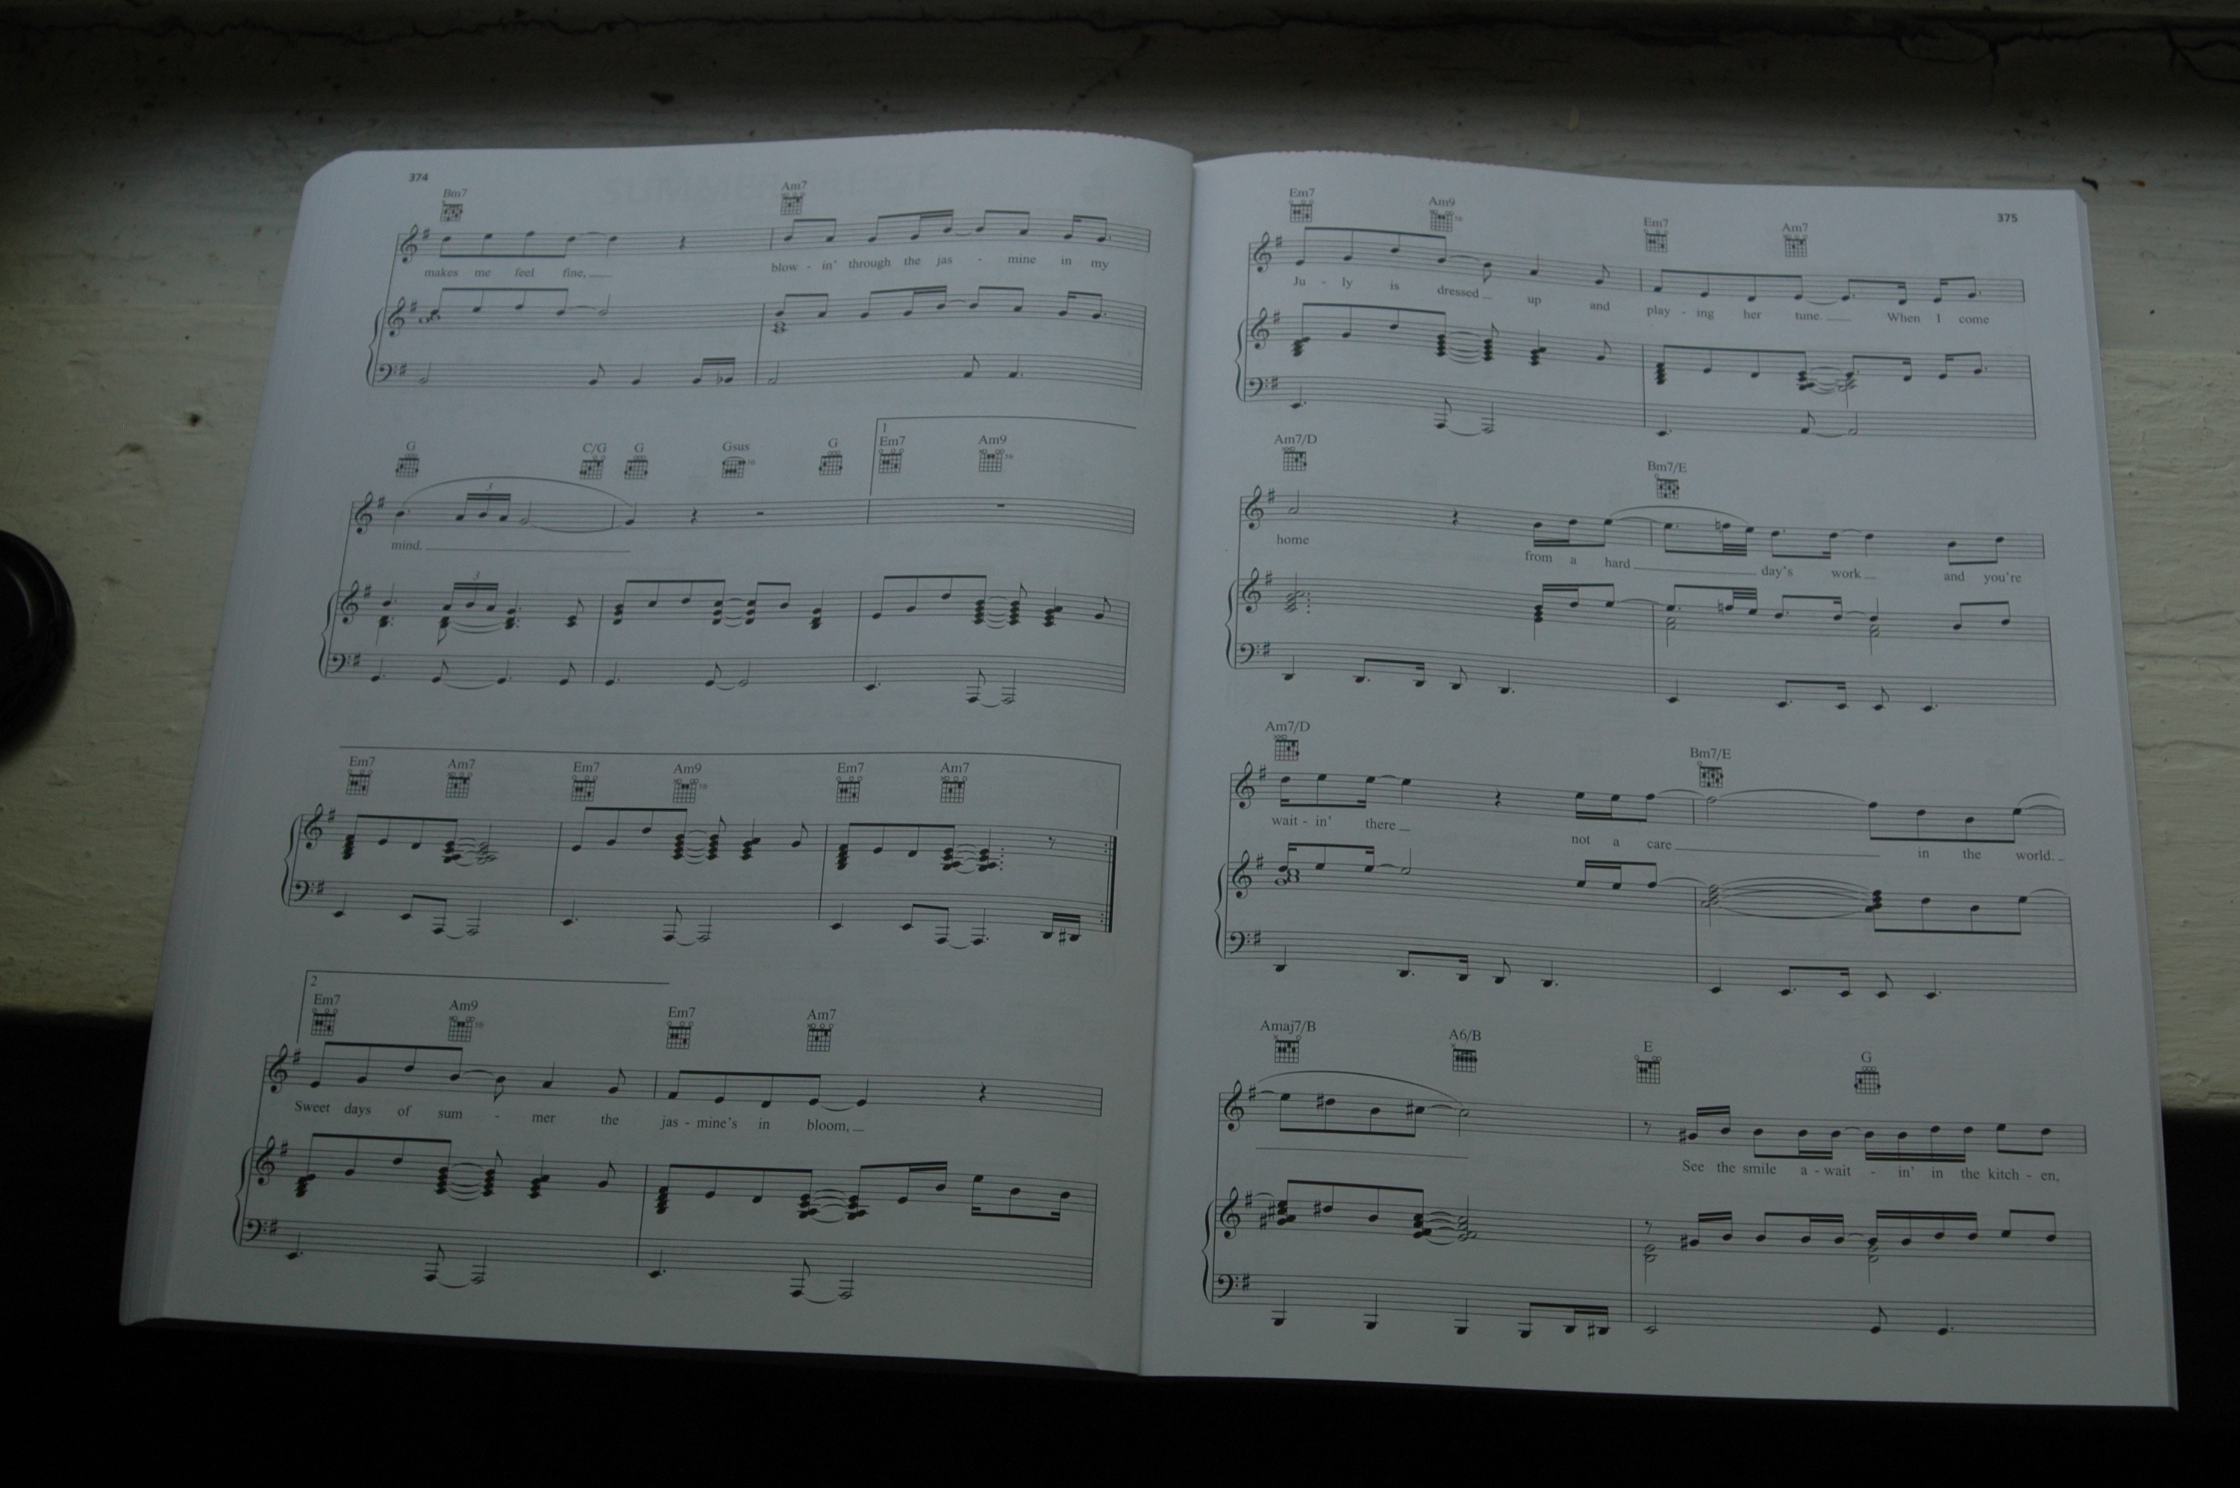 374
Bm7 Am7
makes me feel fine, blow - in' through the jas - mine in my
1
G C/G G Gsus G Em7 Am9
3
mind.
3
Em7 Am7 Em7 Am9 Em7 Am7
2
Em7 Am9 Em7 Am7
Sweet days of sum - mer the jas - mine's in bloom,
375
Em7 Am9 Em7 Am7
Ju - ly is dressed up and play - ing her tune. When I come
Am7/D Bm7/E
home from a hard day's work and you're
Am7/D Bm7/E
wait - in' there not a care in the world.
Amaj7/B A6/B E G
See the smile a - wait - in' in the kitch - en,